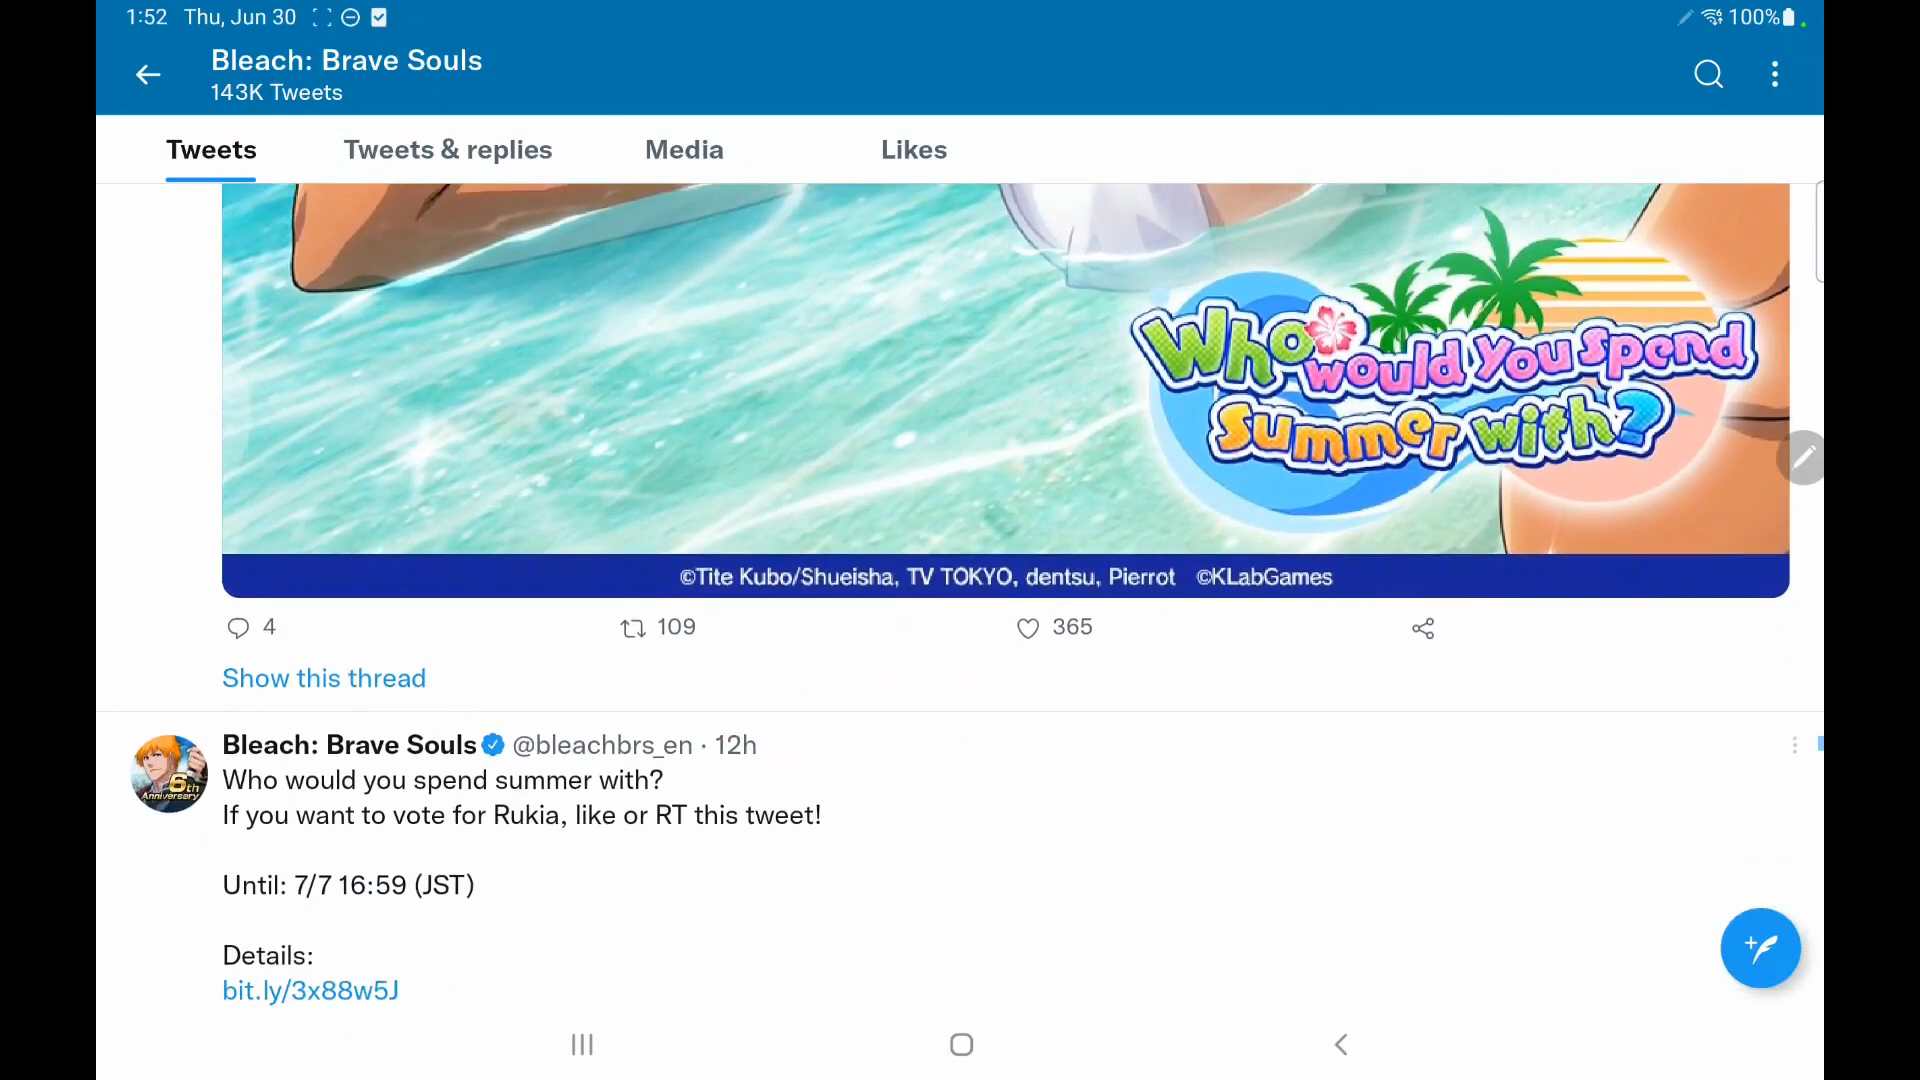 1:52 Thu, Jun 30
100%
Bleach: Brave Souls
143K Tweets
Tweets
Tweets & replies
Media
Likes
Who would you spend
summer with?
©Tite Kubo/Shueisha, TV TOKYO, dentsu, Pierrot ©KLabGames
4
109
365
Show this thread
Bleach: Brave Souls @bleachbrs_en · 12h
Who would you spend summer with?
If you want to vote for Rukia, like or RT this tweet!
6th
Anniversary
Until: 7/7 16:59 (JST)
Details:
bit.ly/3x88w5J